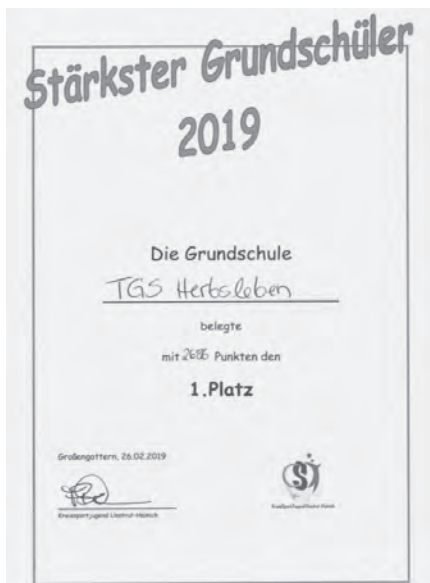 Stärkster Grundschüler
2019
Die Grundschule
TGS Herbsleben
belegte
mit 2686 Punkten den
1.Platz
Großengottern, 26.02.2019
Kreissportjugend Unstrut-Hainich